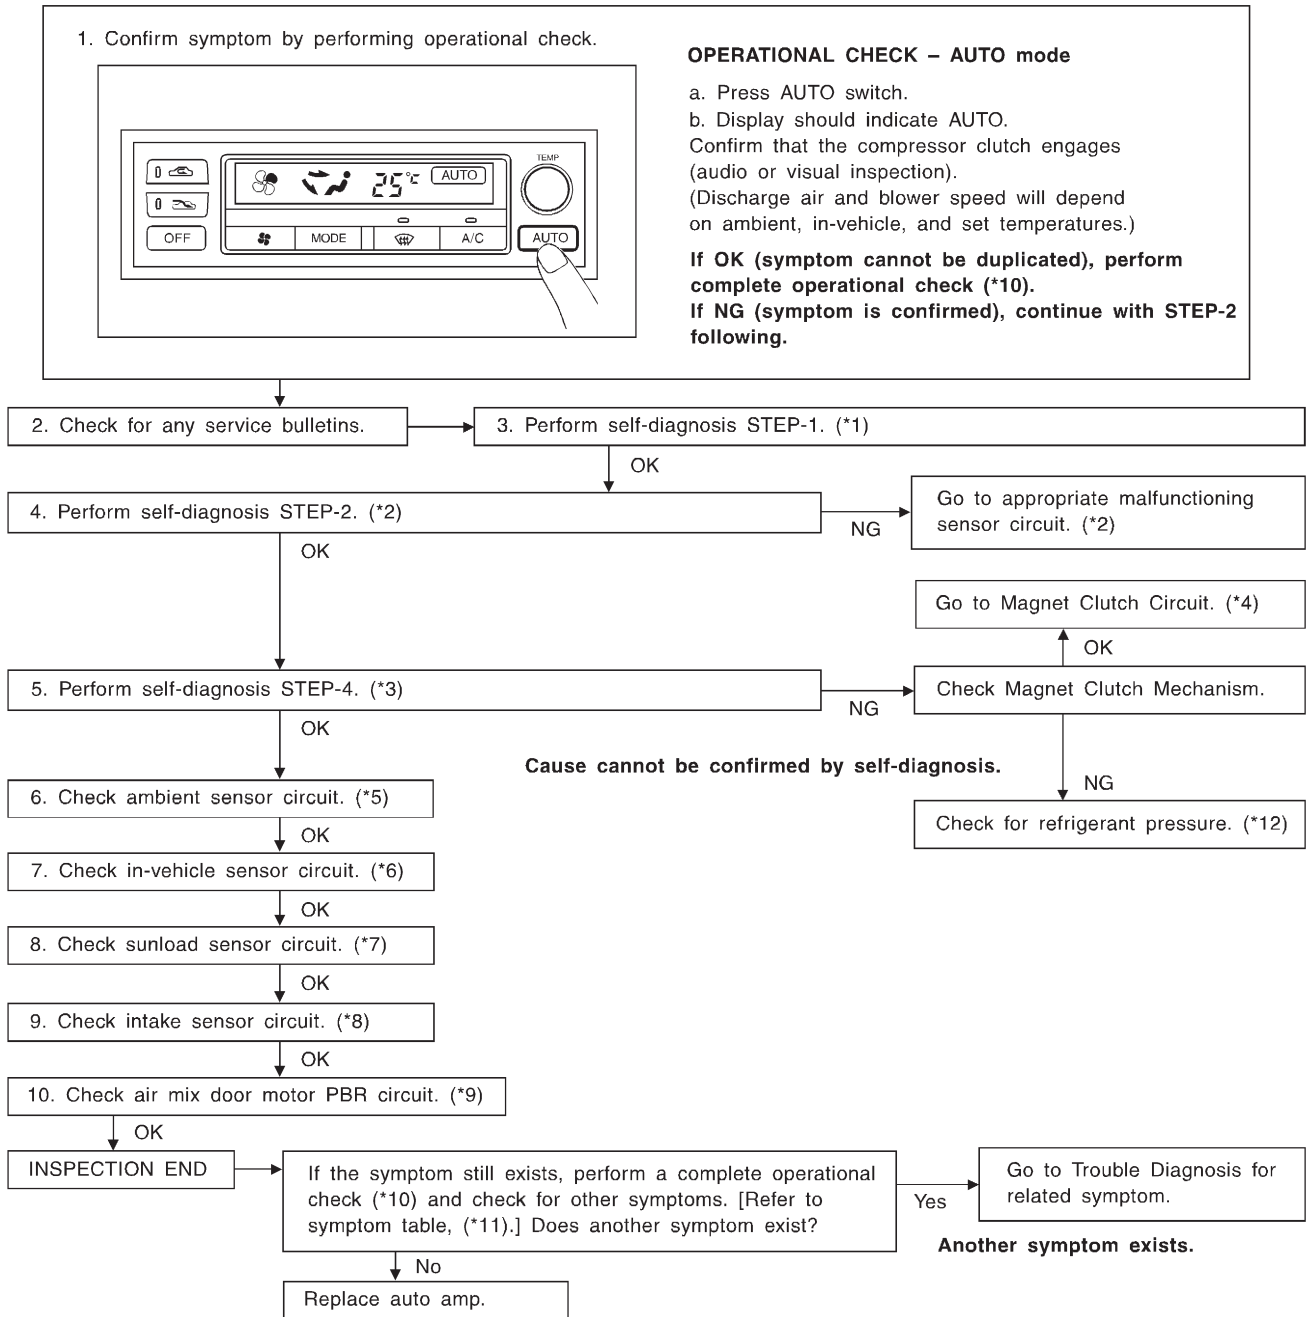 1. Confirm symptom by performing operational check.
TEMP
25°C
AUTO
OFF
MODE
A/C
AUTO
OPERATIONAL CHECK – AUTO mode
a. Press AUTO switch.
b. Display should indicate AUTO.
Confirm that the compressor clutch engages
(audio or visual inspection).
(Discharge air and blower speed will depend
on ambient, in-vehicle, and set temperatures.)
If OK (symptom cannot be duplicated), perform
complete operational check (*10).
If NG (symptom is confirmed), continue with STEP-2
following.
2. Check for any service bulletins.
3. Perform self-diagnosis STEP-1. (*1)
OK
4. Perform self-diagnosis STEP-2. (*2)
NG
Go to appropriate malfunctioning
sensor circuit. (*2)
OK
Go to Magnet Clutch Circuit. (*4)
OK
5. Perform self-diagnosis STEP-4. (*3)
NG
Check Magnet Clutch Mechanism.
OK
Cause cannot be confirmed by self-diagnosis.
NG
Check for refrigerant pressure. (*12)
6. Check ambient sensor circuit. (*5)
OK
7. Check in-vehicle sensor circuit. (*6)
OK
8. Check sunload sensor circuit. (*7)
OK
9. Check intake sensor circuit. (*8)
OK
10. Check air mix door motor PBR circuit. (*9)
OK
INSPECTION END
If the symptom still exists, perform a complete operational
check (*10) and check for other symptoms. [Refer to
symptom table, (*11).] Does another symptom exist?
Yes
Go to Trouble Diagnosis for
related symptom.
Another symptom exists.
No
Replace auto amp.